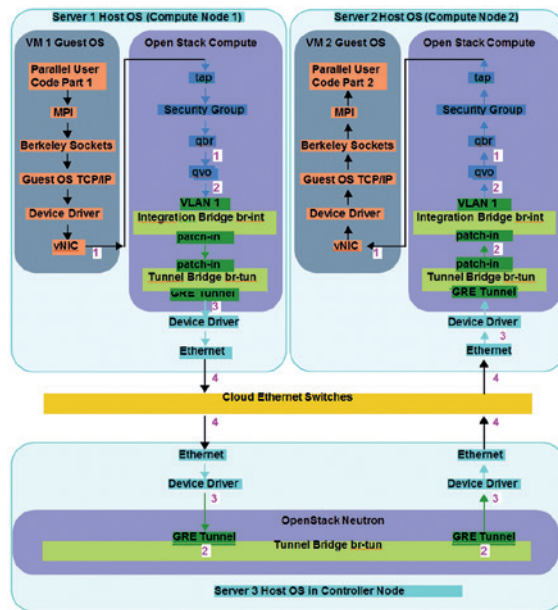 Server 1 Host OS (Compute Node 1)
VM 1 Guest OS
Parallel User
Code Part 1
MPI
Berkeley Sockets
Guest OS TCP/IP
Device Driver
vNIC
1
Open Stack Compute
tap
Security Group
qbr
1
qvo
2
VLAN 1
Integration Bridge br-int
patch-in
patch-in
Tunnel Bridge br-tun
GRE Tunnel
3
Device Driver
Ethernet
4
Server 2 Host OS (Compute Node 2)
VM 2 Guest OS
Parallel User
Code Part 2
MPI
Berkeley Sockets
Guest OS TCP/IP
Device Driver
vNIC
1
Open Stack Compute
tap
Security Group
qbr
1
qvo
2
VLAN 1
Integration Bridge br-int
patch-in
2
patch-in
Tunnel Bridge br-tun
GRE Tunnel
Device Driver
3
Ethernet
4
Cloud Ethernet Switches
4
4
Ethernet
Ethernet
Device Driver
Device Driver
3
3
OpenStack Neutron
GRE Tunnel
GRE Tunnel
2
Tunnel Bridge br-tun
2
Server 3 Host OS in Controller Node